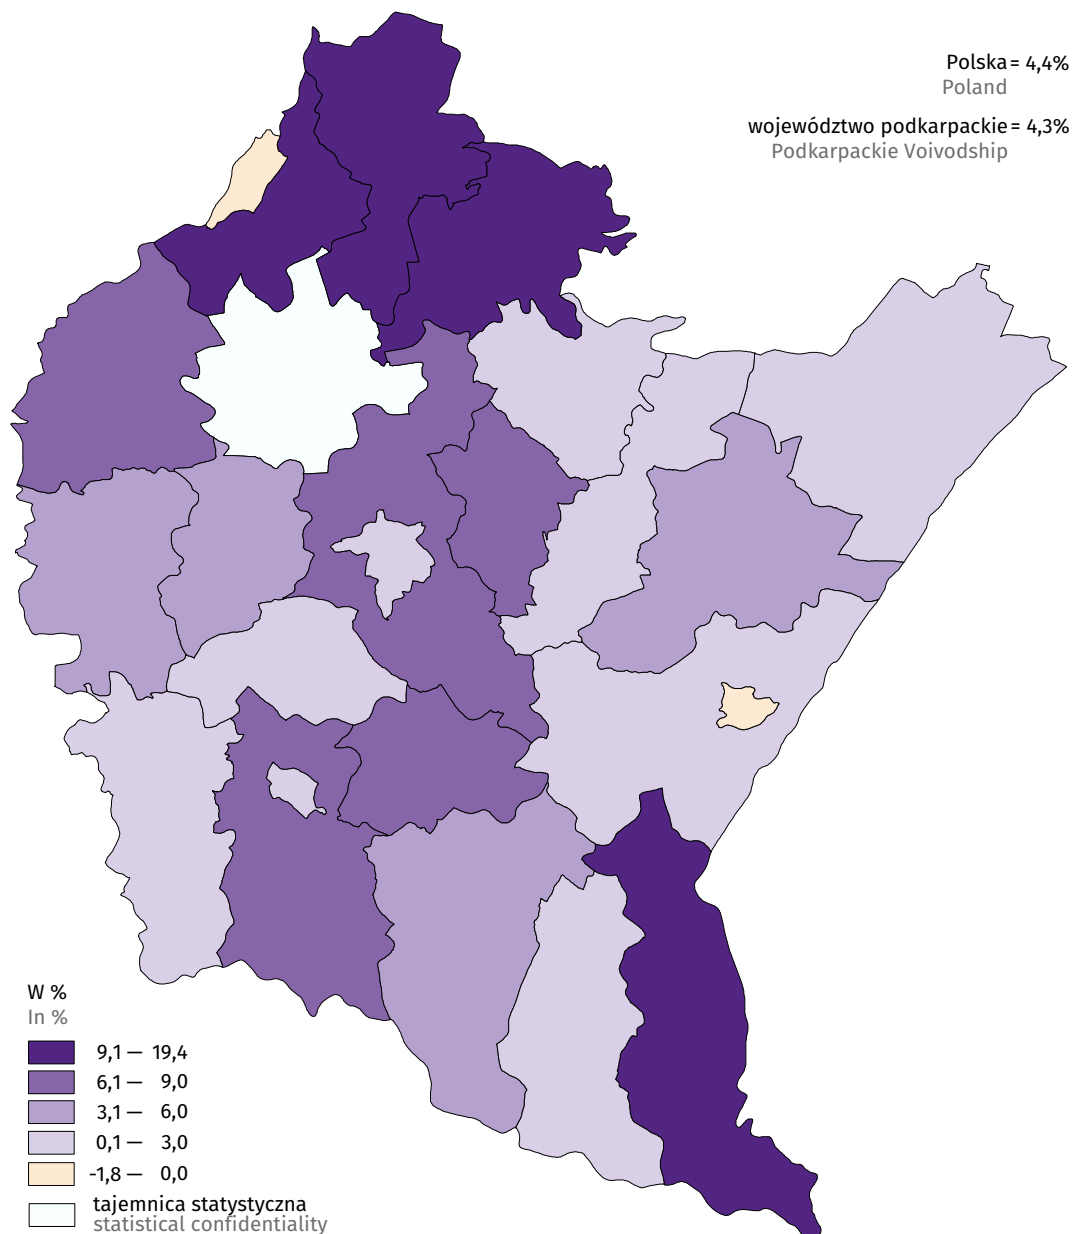 Polska = 4,4%
Poland
województwo podkarpackie = 4,3%
Podkarpackie Voivodship
W %
In %
9,1 — 19,4
6,1 — 9,0
3,1 — 6,0
0,1 — 3,0
-1,8 — 0,0
tajemnica statystyczna
statistical confidentiality